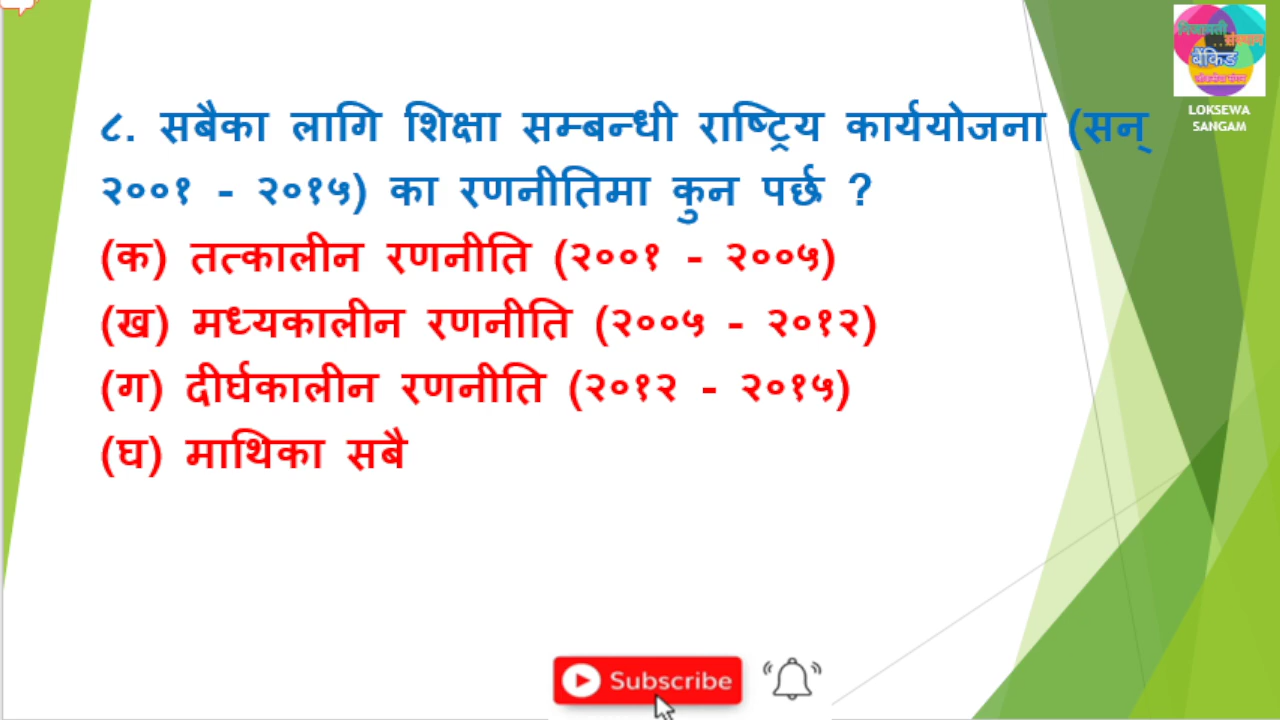 LOKSEWA
SANGAM
८. सबैका लागि शिक्षा सम्बन्धी राष्ट्रिय कार्ययोजना (सन्
२००१ - २०१५) का रणनीतिमा कुन पर्छ ?
(क) तत्कालीन रणनीति (२००१ - २००५)
(ख) मध्यकालीन रणनीति (२००५ - २०१२)
(ग) दीर्घकालीन रणनीति (२०१२ - २०१५)
(घ) माथिका सबै
Subscribe